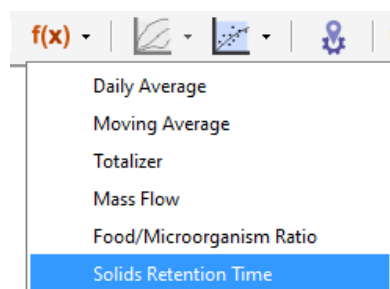 f(x)
Daily Average
Moving Average
Totalizer
Mass Flow
Food/Microorganism Ratio
Solids Retention Time